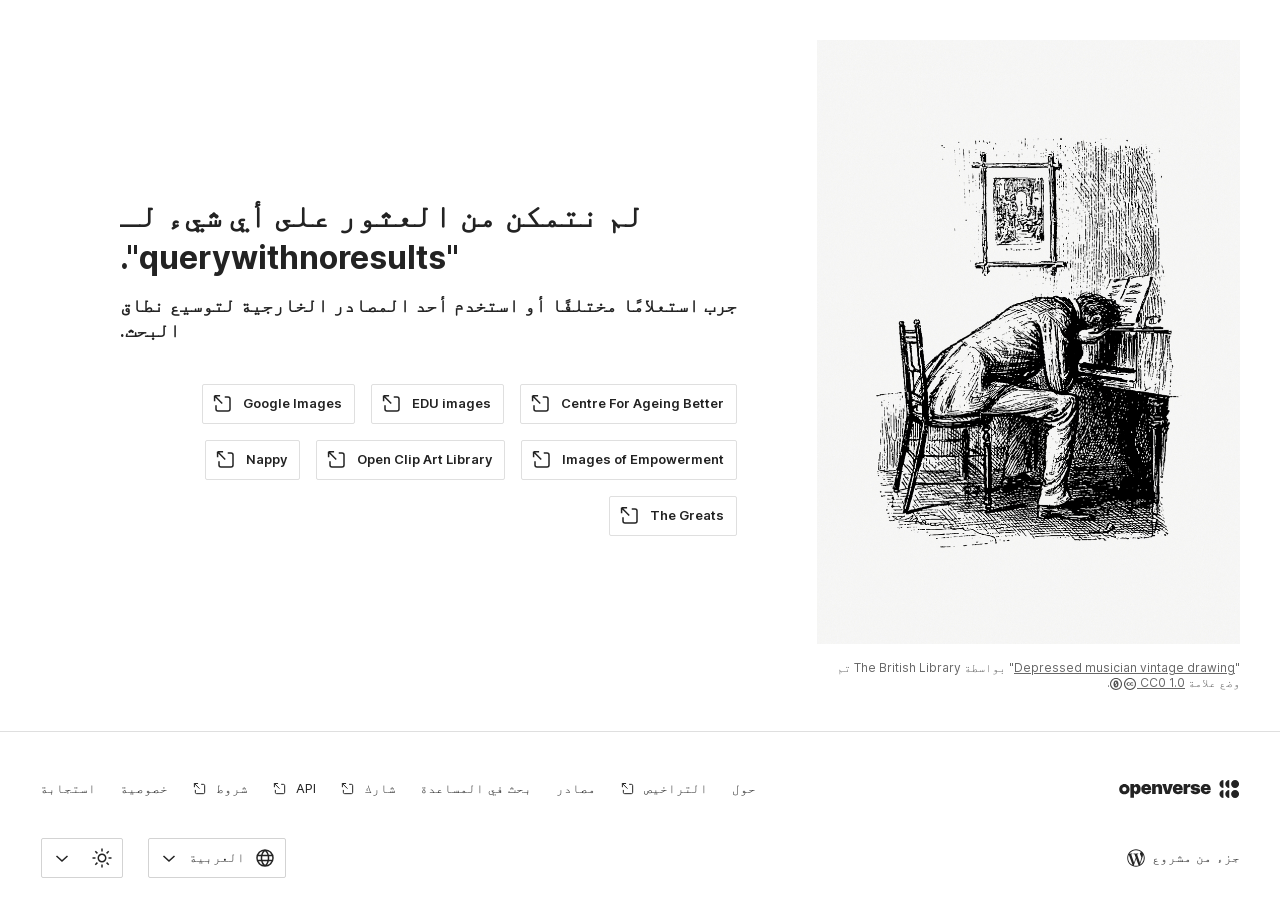 لم نتمكن من العثور على أي شيء لـ
"querywithnoresults".
جرب استعلامًا مختلفًا أو استخدم أحد المصادر الخارجية لتوسيع نطاق
البحث.
Centre For Ageing Better
EDU images
Google Images
Images of Empowerment
Open Clip Art Library
Nappy
The Greats
"Depressed musician vintage drawing" بواسطة The British Library تم
وضع علامة CC0 1.0.
openverse
حول
التراخيص
مصادر
بحث في المساعدة
شارك
API
شروط
خصوصية
استجابة
جزء من مشروع
العربية